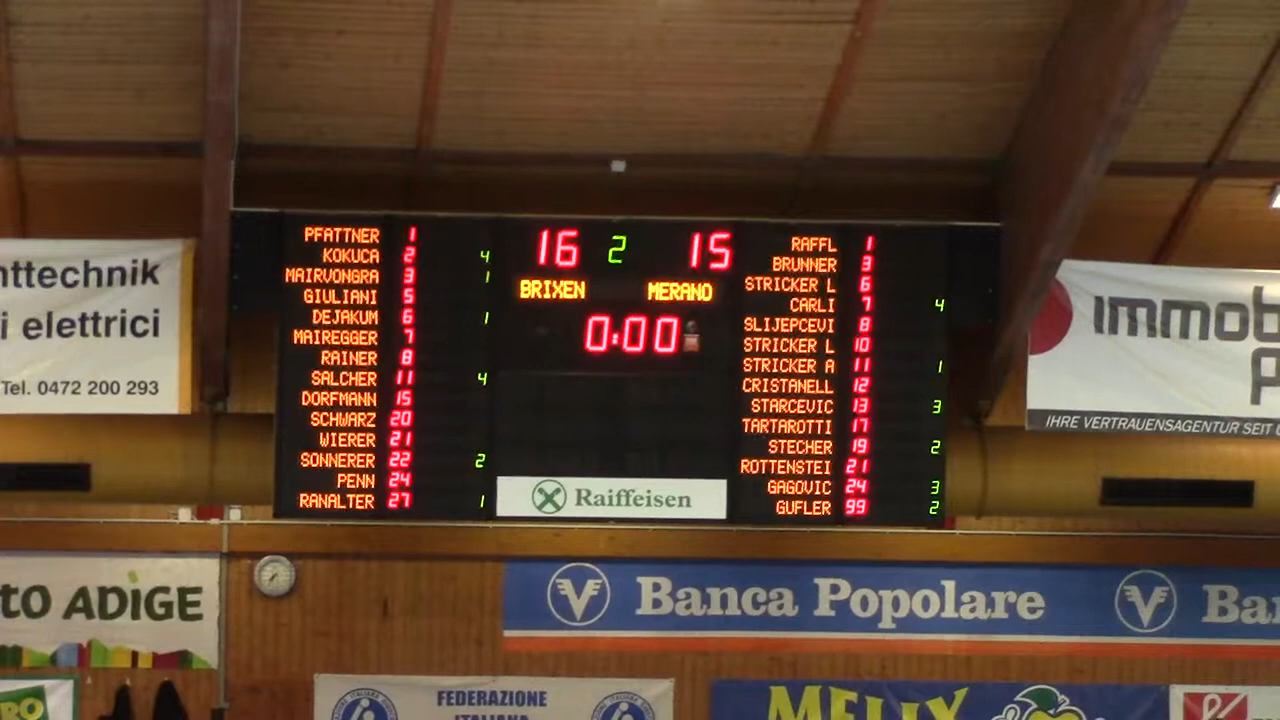 nttechnik
i elettrici
Tel. 0472 200 293
PFATTNER 1
KOKUCA 2 4
MAIRVONGRA 3 1
GIULIANI 5
DEJAKUM 6 1
MAIREGGER 7
RAINER 8
SALCHER 11 4
DORFMANN 15
SCHWARZ 20
WIERER 21
SONNERER 22 2
PENN 24
RANALTER 27 1
16 2 15
BRIXEN MERANO
0:00
Raiffeisen
RAFFL 1
BRUNNER 3
STRICKER L 6
CARLI 7 4
SLIJEPCEVI 8
STRICKER L 10
STRICKER A 11 1
CRISTANELL 12
STARCEVIC 13 3
TARTAROTTI 17
STECHER 19 2
ROTTENSTEI 21
GAGOVIC 24 3
GUFLER 99 2
immob
IHRE VERTRAUENSAGENTUR SEIT
TO ADIGE
Banca Popolare Ba
RO
FEDERAZIONE
ITALIANA
MELLY